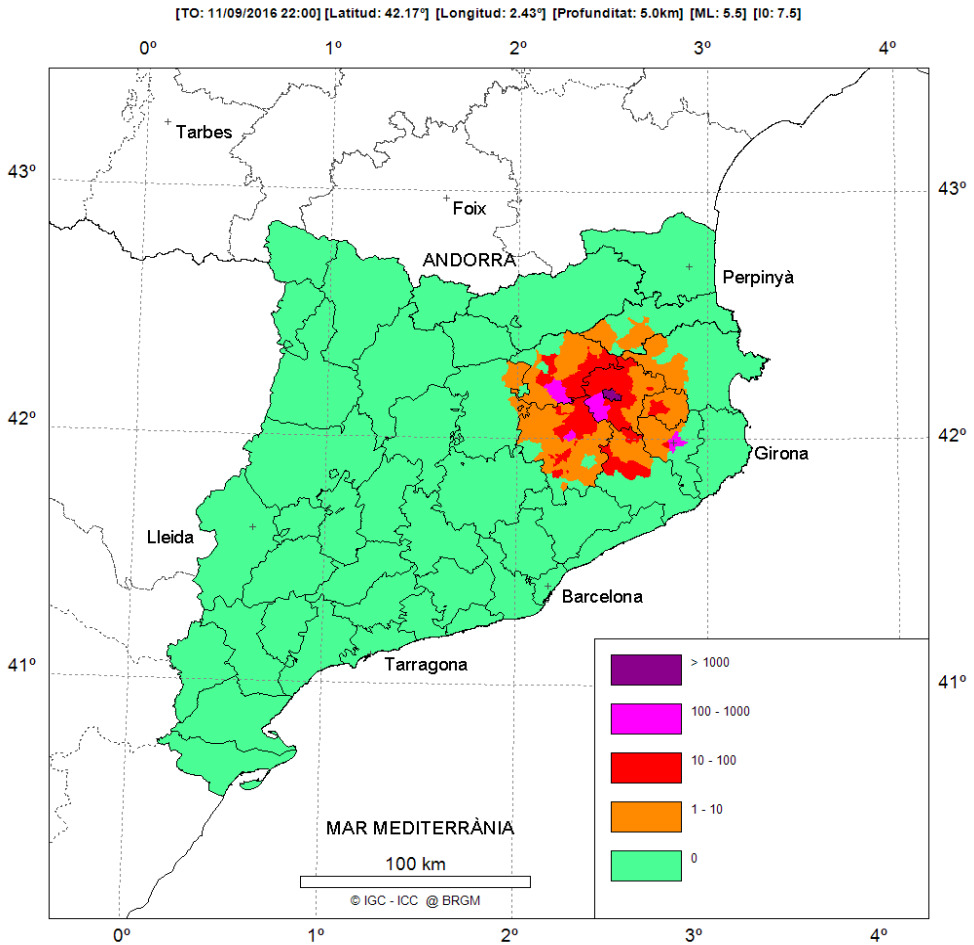 [TO: 11/09/2016 22:00] [Latitud: 42.17º] [Longitud: 2.43º] [Profunditat: 5.0km] [ML: 5.5] [I0: 7.5]
0º 1º 2º 3º 4º
Tarbes
43º 43º
Foix
ANDORRA
Perpinyà
42º 42º
Girona
Lleida
Barcelona
41º Tarragona 41º
> 1000
100 - 1000
10 - 100
1 - 10
0
MAR MEDITERRÀNIA
100 km
© IGC - ICC @ BRGM
0º 1º 2º 3º 4º